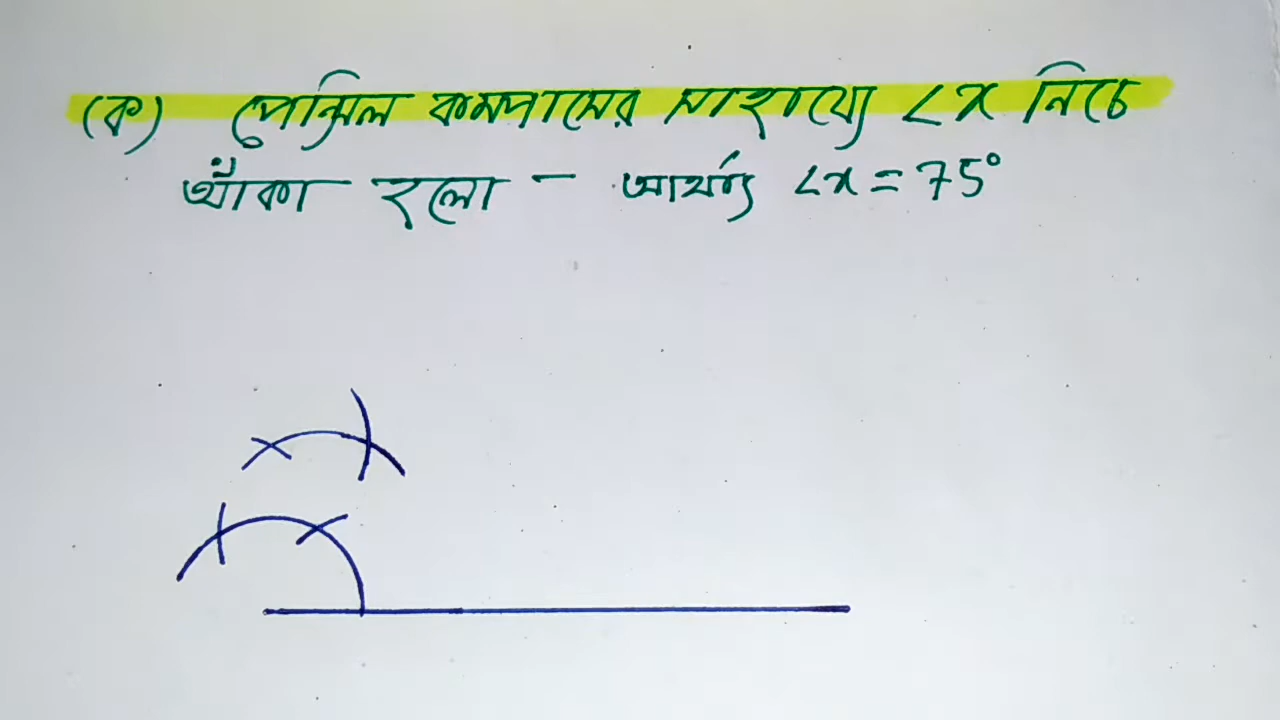 (ক) পেন্সিল কম্পাসের সাহায্যে ∠x নিচে
আঁকা হলো - অর্থাৎ ∠x = 75°